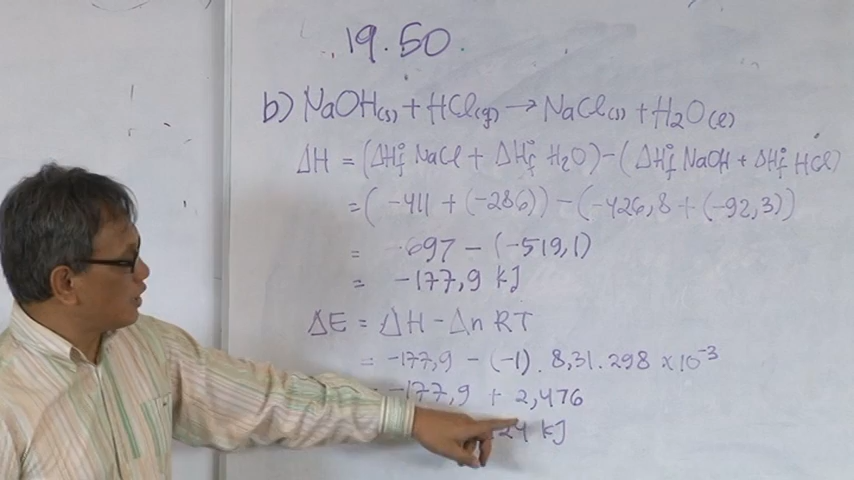 19.50.
b) NaOH(s) + HCl(g) → NaCl(s) + H2O(l)
ΔH = (ΔHf° NaCl + ΔHf° H2O) - (ΔHf° NaOH + ΔHf° HCl)
= (-411 + (-286)) - (-426,8 + (-92,3))
= -697 - (-519,1)
= -177,9 kJ
ΔE = ΔH - Δn RT
= -177,9 - (-1). 8,31.298 x 10⁻³
-177,9 + 2,476
24 kJ